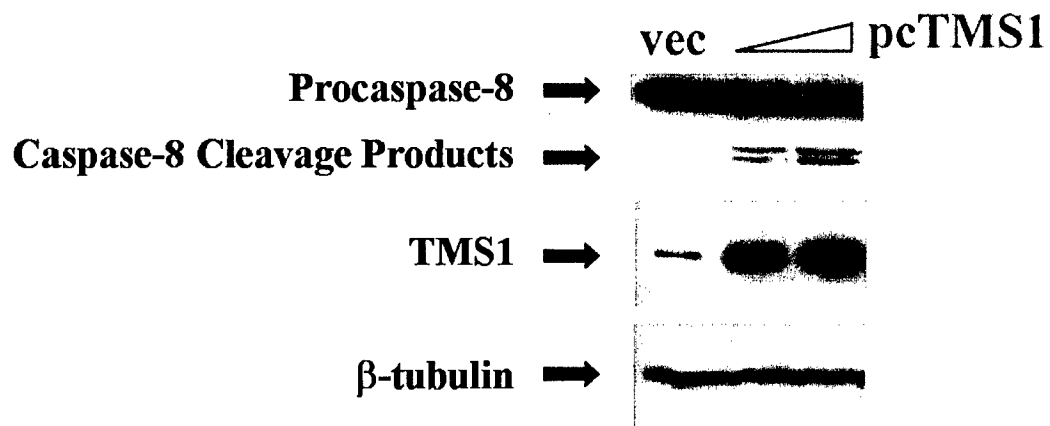 vec pcTMS1
Procaspase-8
Caspase-8 Cleavage Products
TMS1
β-tubulin